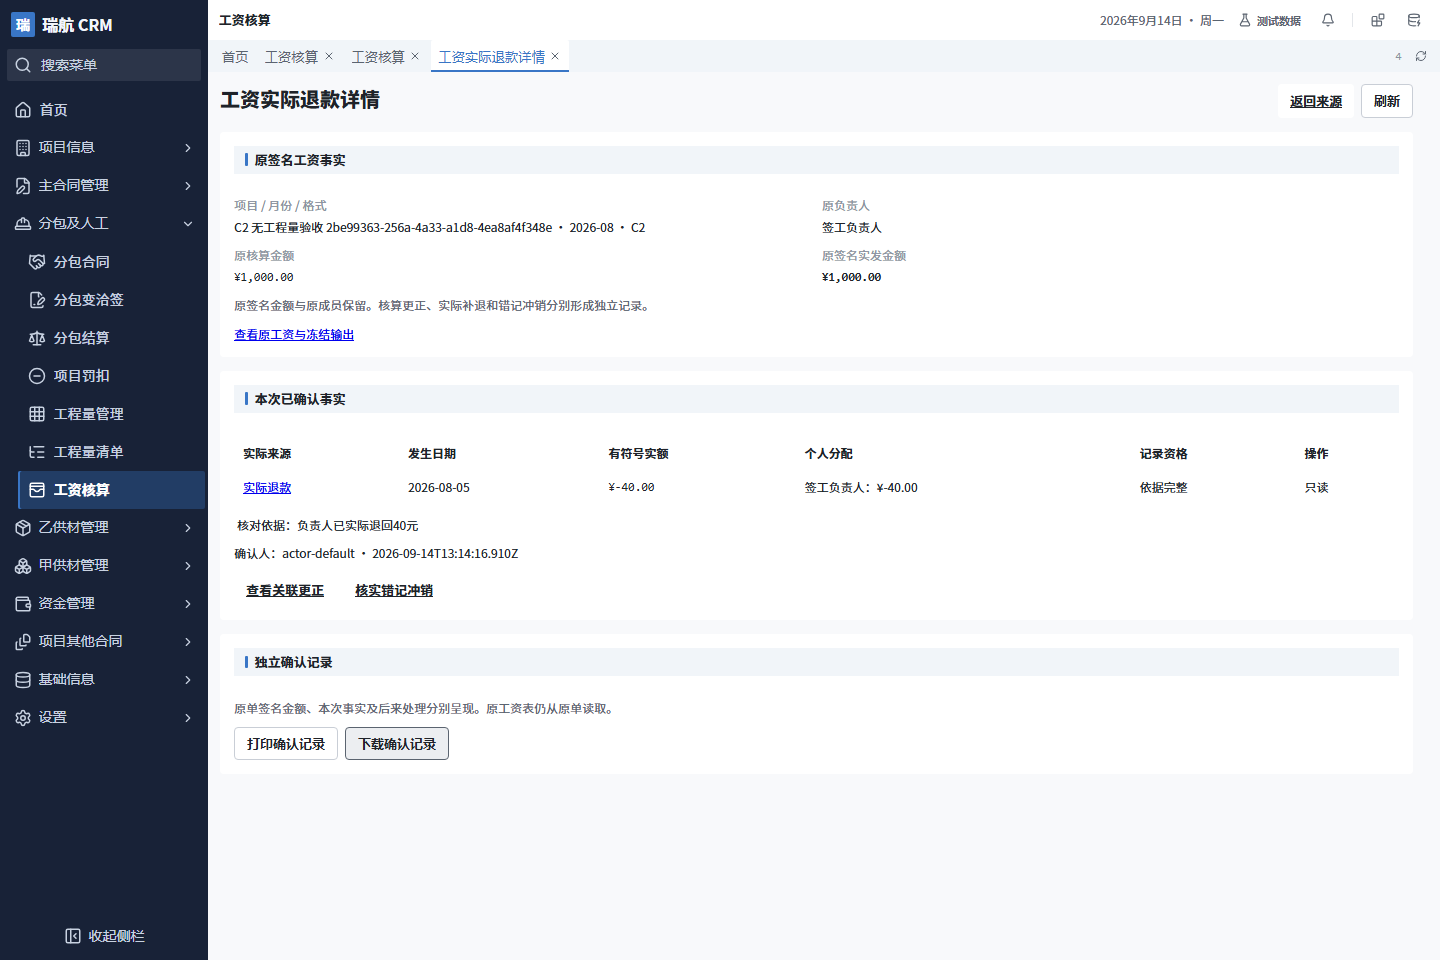 瑞 瑞航 CRM
搜索菜单
首页
项目信息
主合同管理
分包及人工
分包合同
分包变洽签
分包结算
项目罚扣
工程量管理
工程量清单
工资核算
乙供材管理
甲供材管理
资金管理
项目其他合同
基础信息
设置
收起侧栏
工资核算
2026年9月14日 • 周一 测试数据
首页 工资核算 × 工资核算 × 工资实际退款详情 × 4
工资实际退款详情
返回来源 刷新
原签名工资事实
项目 / 月份 / 格式 原负责人
C2 无工程量验收 2be99363-256a-4a33-a1d8-4ea8af4f348e • 2026-08 • C2 签工负责人
原核算金额 原签名实发金额
¥1,000.00 ¥1,000.00
原签名金额与原成员保留。核算更正、实际补退和错记冲销分别形成独立记录。
查看原工资与冻结输出
本次已确认事实
实际来源 发生日期 有符号实额 个人分配 记录资格 操作
实际退款 2026-08-05 ¥-40.00 签工负责人：¥-40.00 依据完整 只读
核对依据：负责人已实际退回40元
确认人：actor-default • 2026-09-14T13:14:16.910Z
查看关联更正 核实错记冲销
独立确认记录
原单签名金额、本次事实及后来处理分别呈现。原工资表仍从原单读取。
打印确认记录 下载确认记录